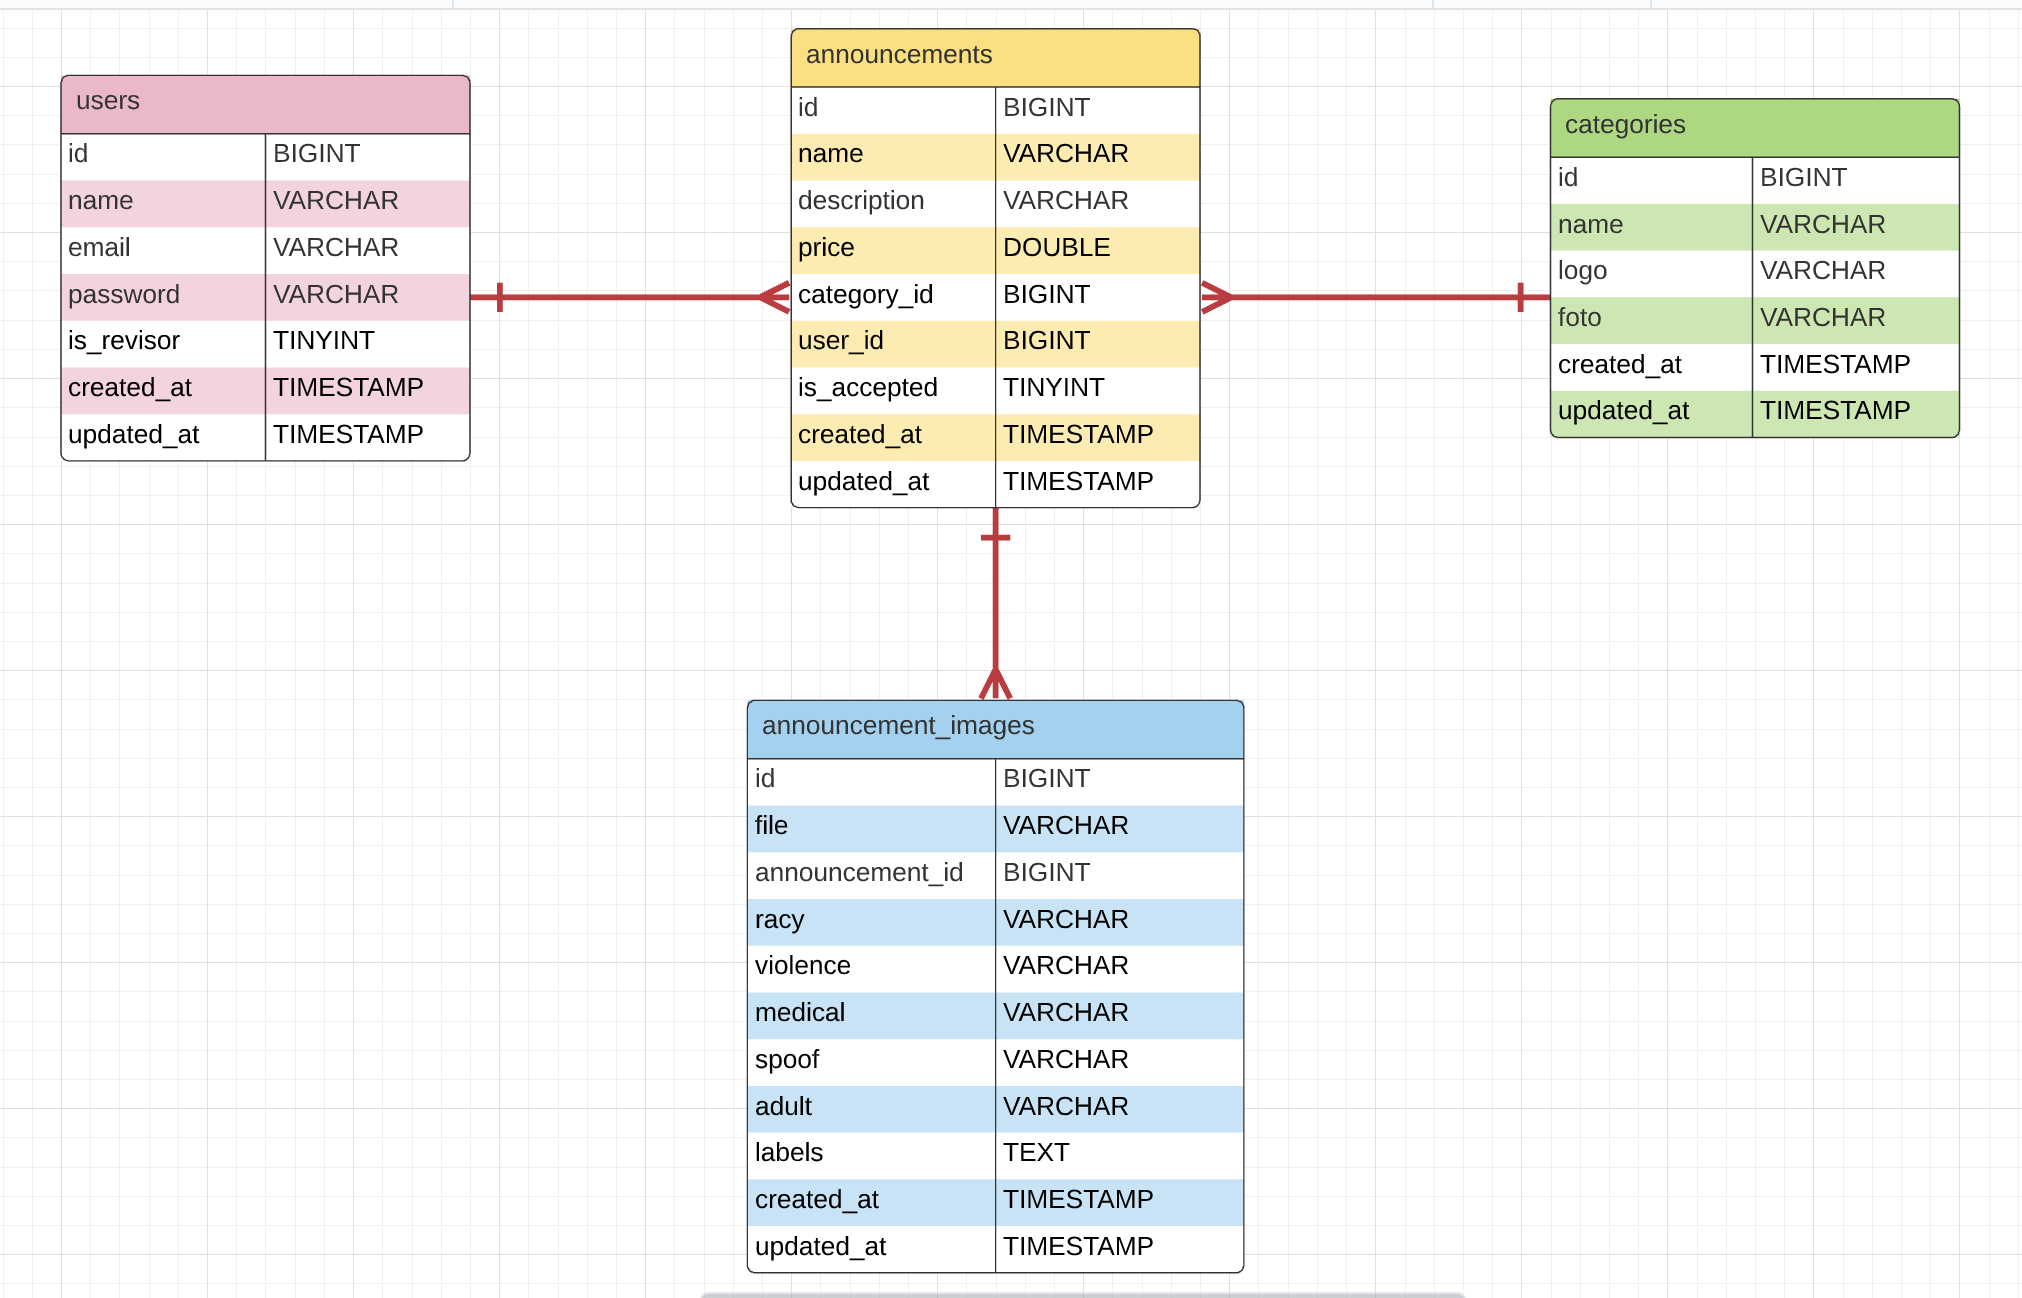 users
id BIGINT
name VARCHAR
email VARCHAR
password VARCHAR
is_revisor TINYINT
created_at TIMESTAMP
updated_at TIMESTAMP
announcements
id BIGINT
name VARCHAR
description VARCHAR
price DOUBLE
category_id BIGINT
user_id BIGINT
is_accepted TINYINT
created_at TIMESTAMP
updated_at TIMESTAMP
categories
id BIGINT
name VARCHAR
logo VARCHAR
foto VARCHAR
created_at TIMESTAMP
updated_at TIMESTAMP
announcement_images
id BIGINT
file VARCHAR
announcement_id BIGINT
racy VARCHAR
violence VARCHAR
medical VARCHAR
spoof VARCHAR
adult VARCHAR
labels TEXT
created_at TIMESTAMP
updated_at TIMESTAMP